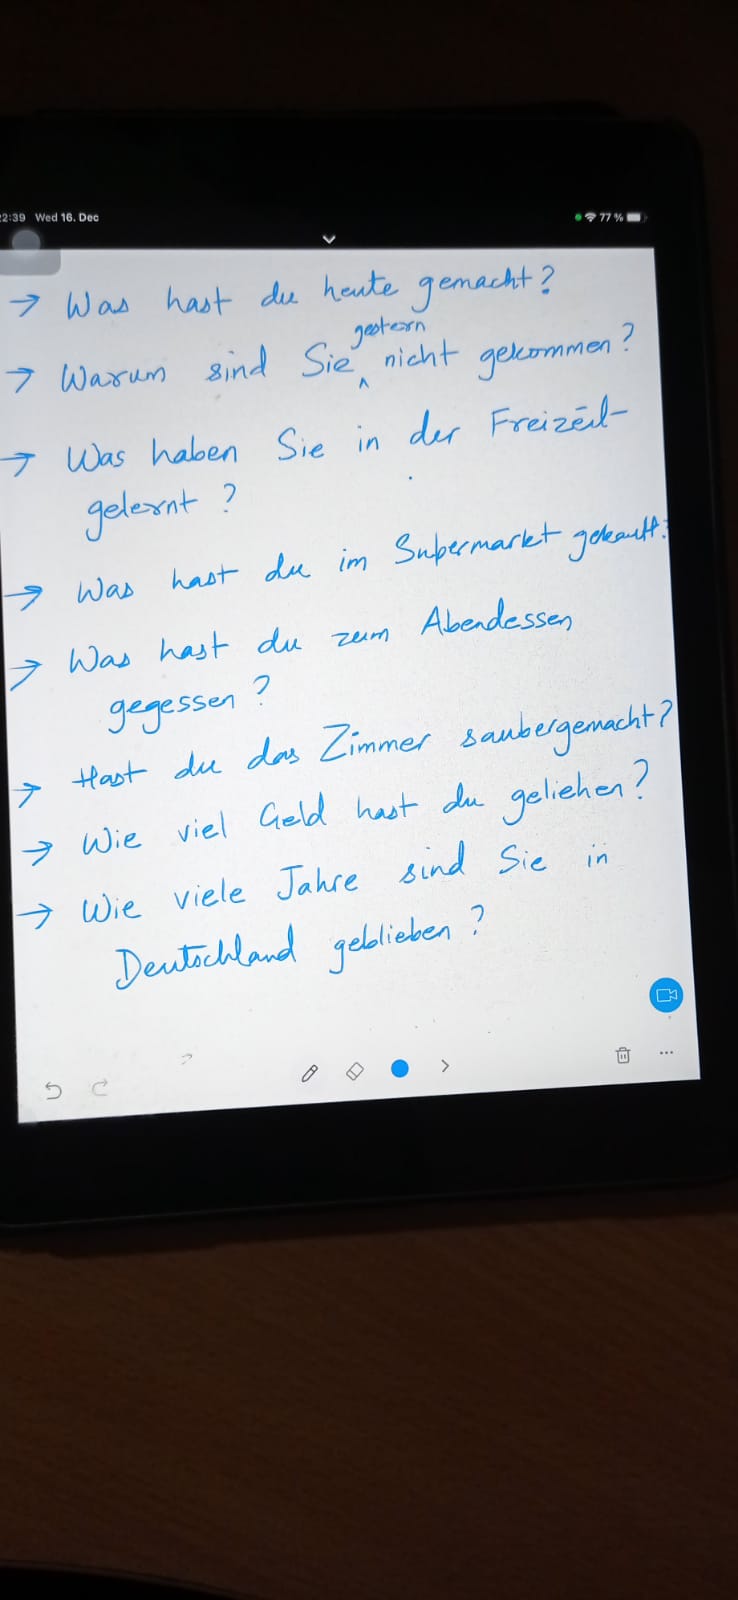 2:39 Wed 16. Dec 77 %
→ Was hast du heute gemacht?
gestern
→ Warum sind Sie ^ nicht gekommen?
→ Was haben Sie in der Freizeit
gelernt?
→ Was hast du im Supermarkt gekauft?
→ Was hast du zum Abendessen
gegessen?
→ Hast du das Zimmer saubergemacht?
→ Wie viel Geld hast du geliehen?
→ Wie viele Jahre sind Sie in
Deutschland geblieben?